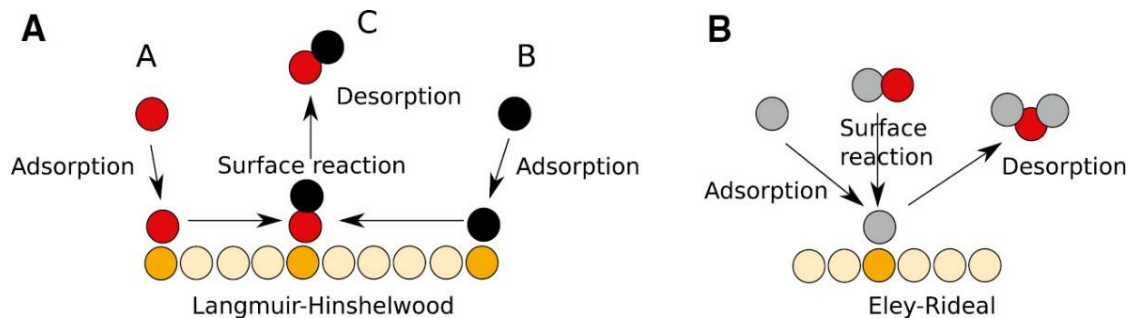 A
A
C
B
Desorption
Adsorption
Surface reaction
Adsorption
Langmuir-Hinshelwood
B
Surface
reaction
Adsorption
Desorption
Eley-Rideal